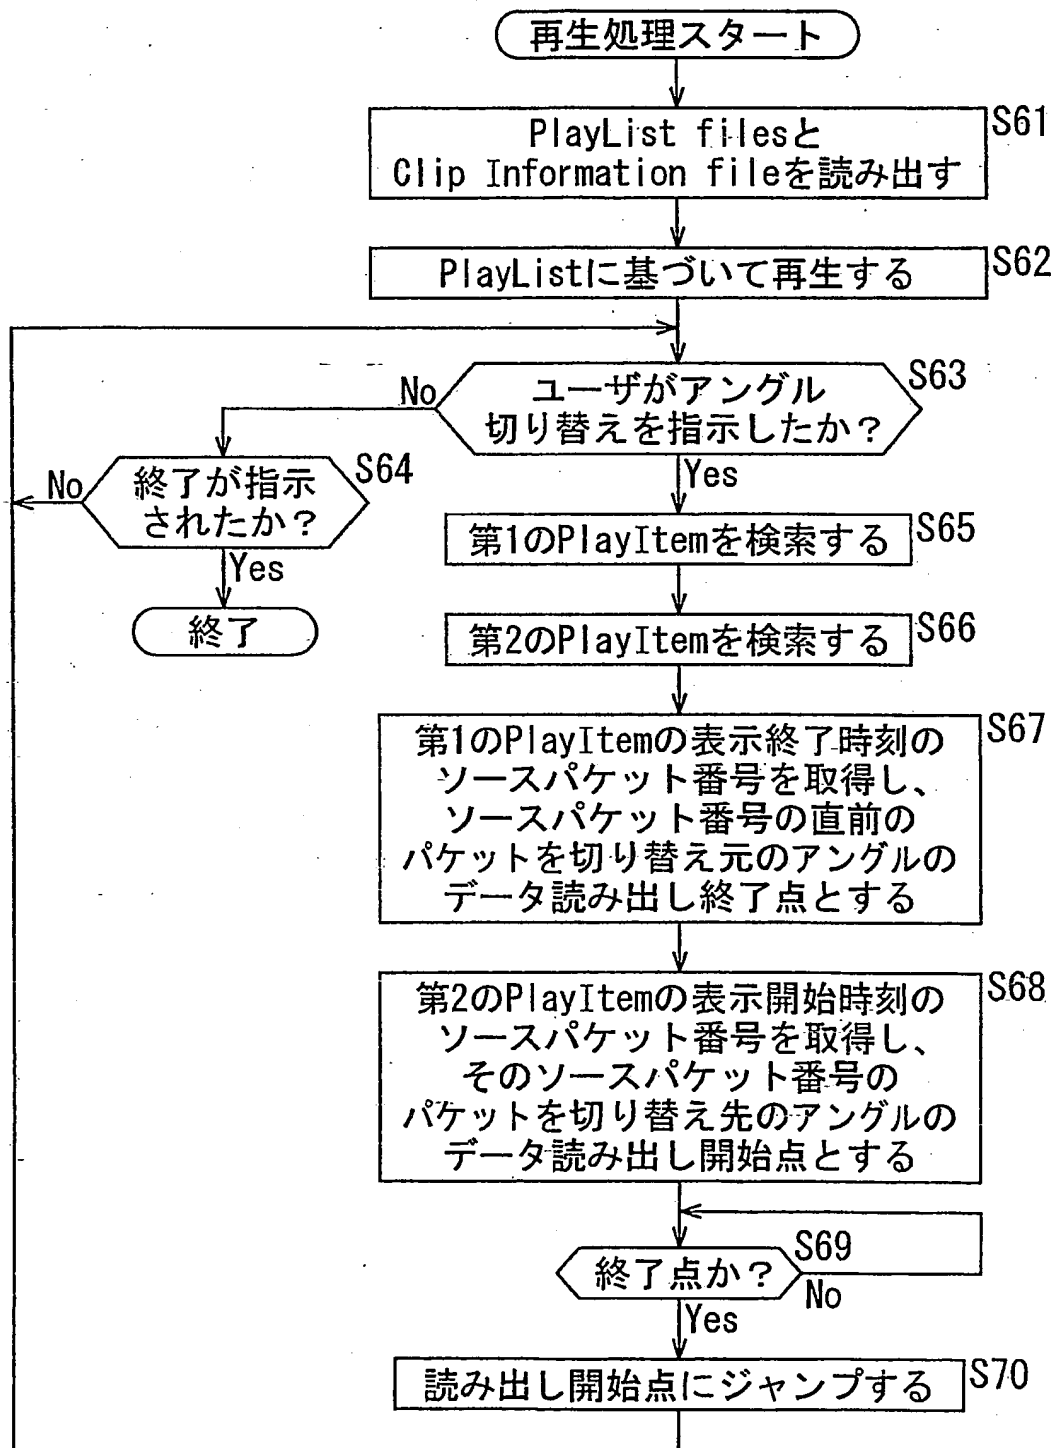 再生処理スタート
S61
PlayList filesと
Clip Information fileを読み出す
S62
PlayListに基づいて再生する
S63
ユーザがアングル
切り替えを指示したか?
No
Yes
S64
終了が指示
されたか?
No
Yes
終了
S65
第1のPlayItemを検索する
S66
第2のPlayItemを検索する
S67
第1のPlayItemの表示終了時刻の
ソースパケット番号を取得し、
ソースパケット番号の直前の
パケットを切り替え元のアングルの
データ読み出し終了点とする
S68
第2のPlayItemの表示開始時刻の
ソースパケット番号を取得し、
そのソースパケット番号の
パケットを切り替え先のアングルの
データ読み出し開始点とする
S69
終了点か?
No
Yes
S70
読み出し開始点にジャンプする